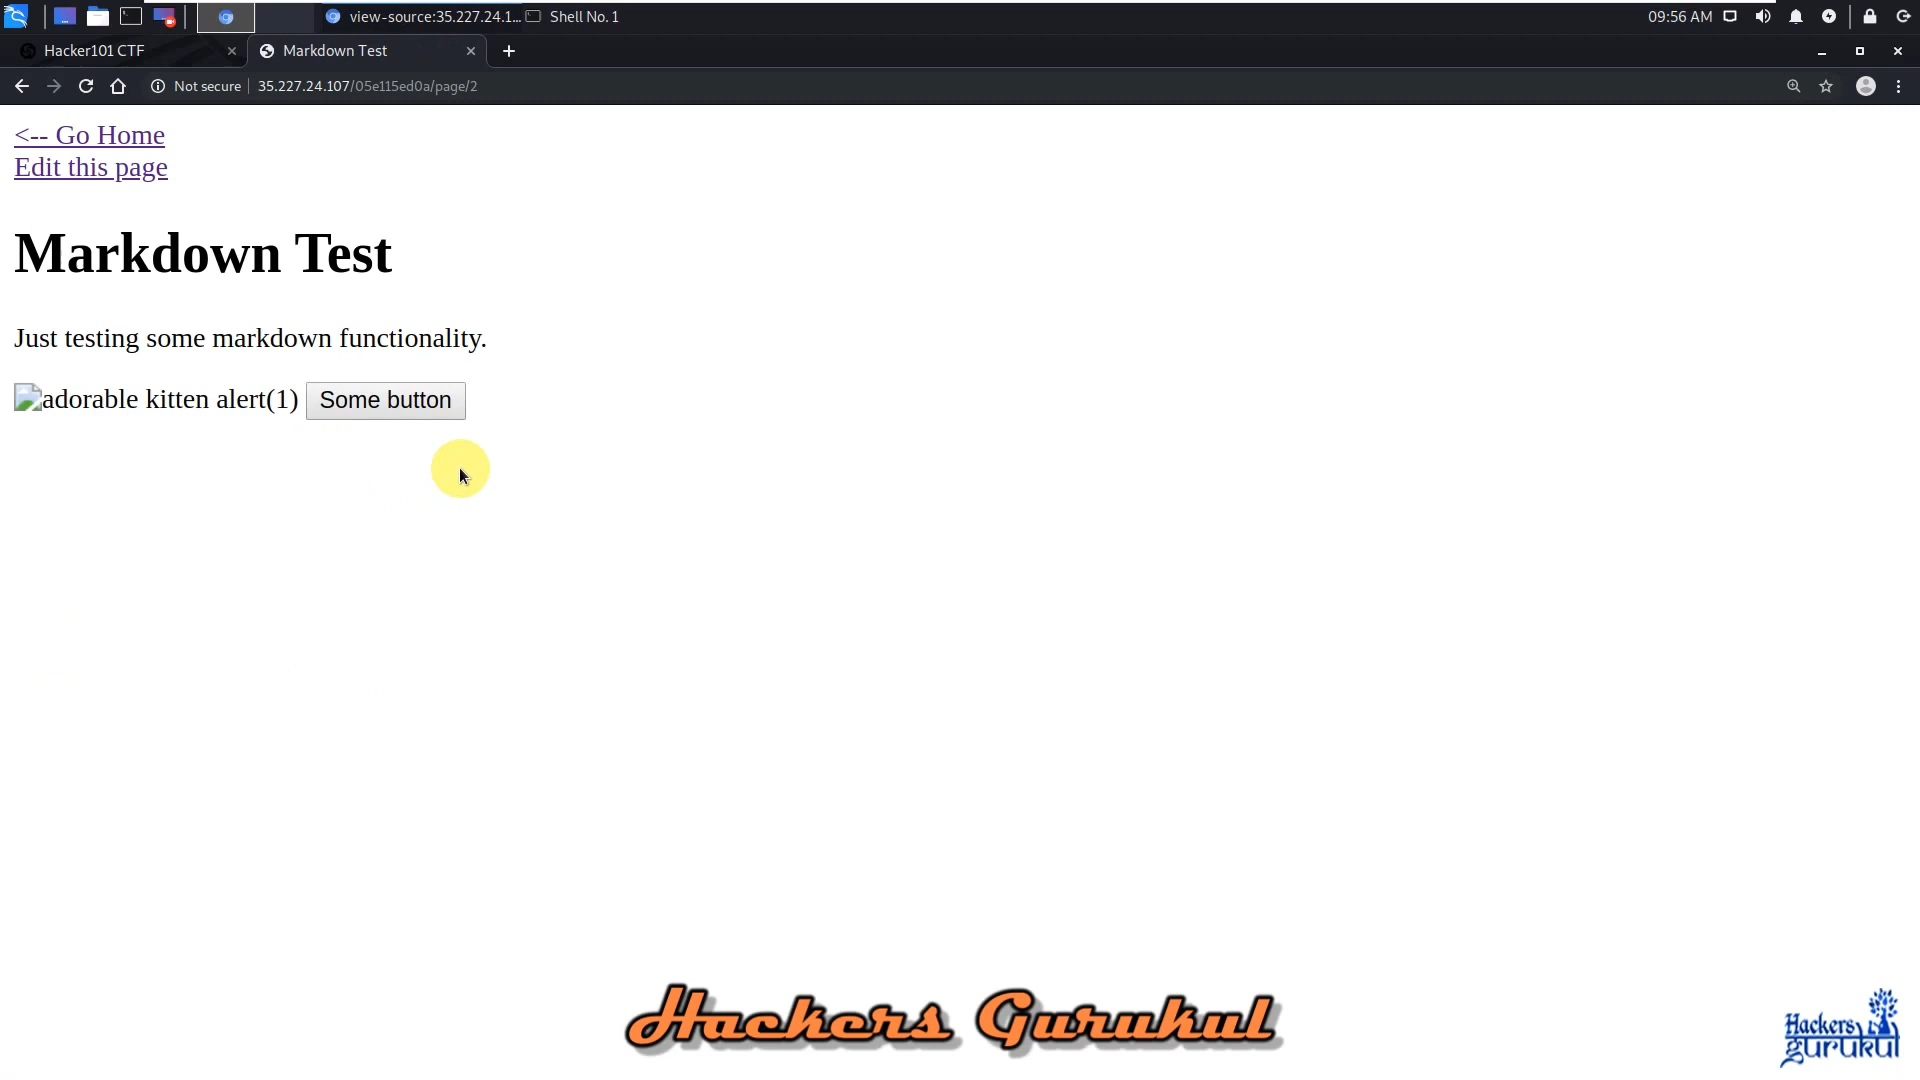 view-source:35.227.24.1...
Shell No. 1
09:56 AM
Hacker101 CTF
Markdown Test
Not secure
35.227.24.107/05e115ed0a/page/2
<-- Go Home
Edit this page
Markdown Test
Just testing some markdown functionality.
adorable kitten alert(1)
Some button
Hackers Gurukul
Hackers
gurukul